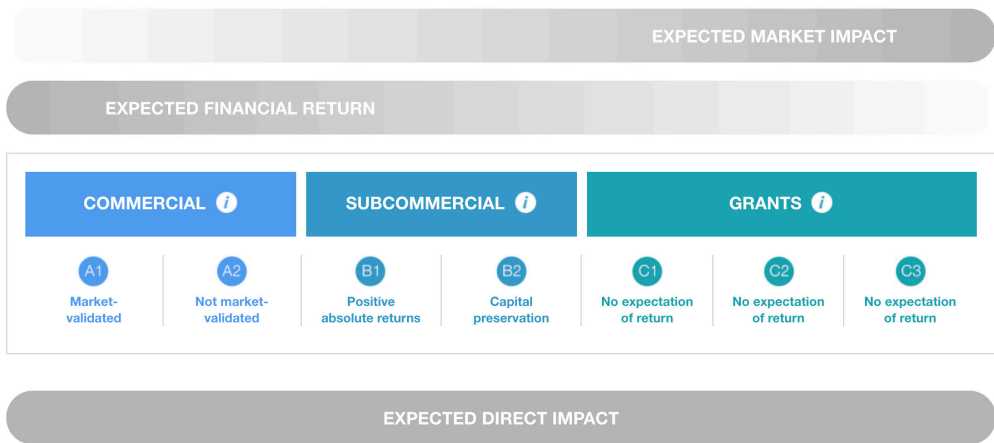 EXPECTED MARKET IMPACT
EXPECTED FINANCIAL RETURN
COMMERCIAL i
SUBCOMMERCIAL i
GRANTS i
A1
Market-
validated
A2
Not market-
validated
B1
Positive
absolute returns
B2
Capital
preservation
C1
No expectation
of return
C2
No expectation
of return
C3
No expectation
of return
EXPECTED DIRECT IMPACT